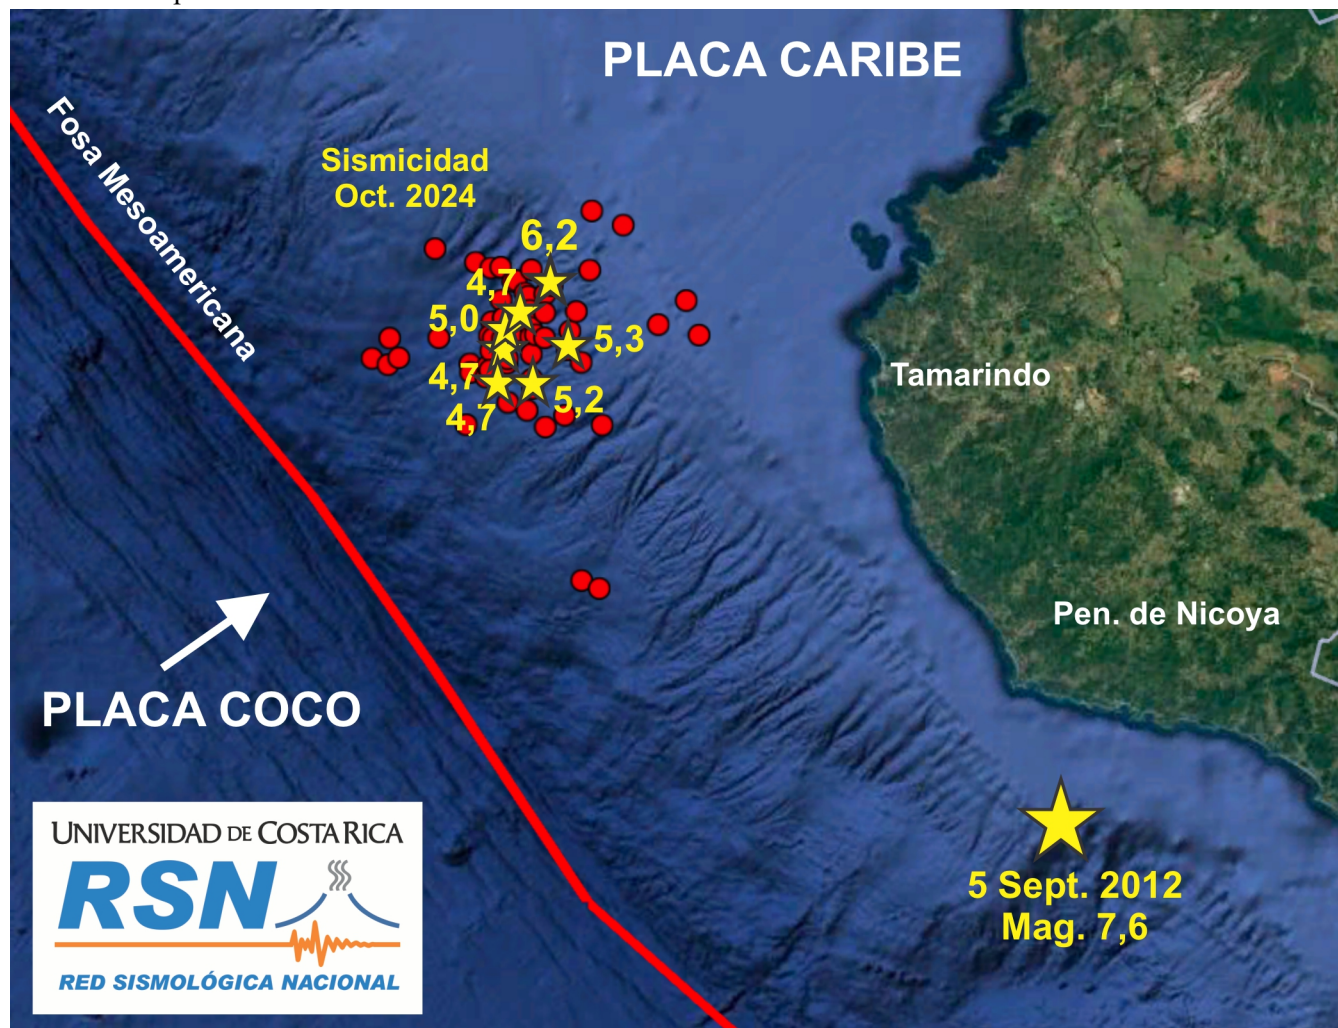 PLACA CARIBE
Fosa Mesoamericana
Sismicidad
Oct. 2024
6,2
4,7
5,0
5,3
4,7
5,2
4,7
Tamarindo
Pen. de Nicoya
PLACA COCO
UNIVERSIDAD DE COSTA RICA
RSN
RED SISMOLÓGICA NACIONAL
5 Sept. 2012
Mag. 7,6